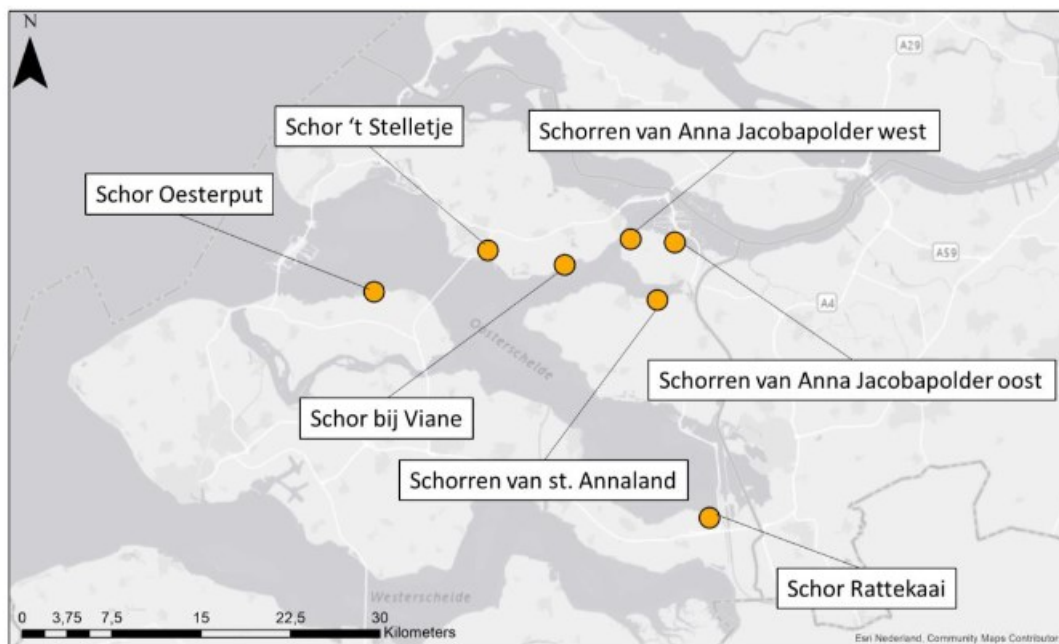 N
A29
Schor ‘t Stelletje
Schorren van Anna Jacobapolder west
Schor Oesterput
A59
A4
Oosterschelde
Schorren van Anna Jacobapolder oost
Schor bij Viane
Schorren van st. Annaland
Schor Rattekaai
Westerschelde
0 3,75 7,5 15 22,5 30
Kilometers
Esri Nederland, Community Maps Contributors